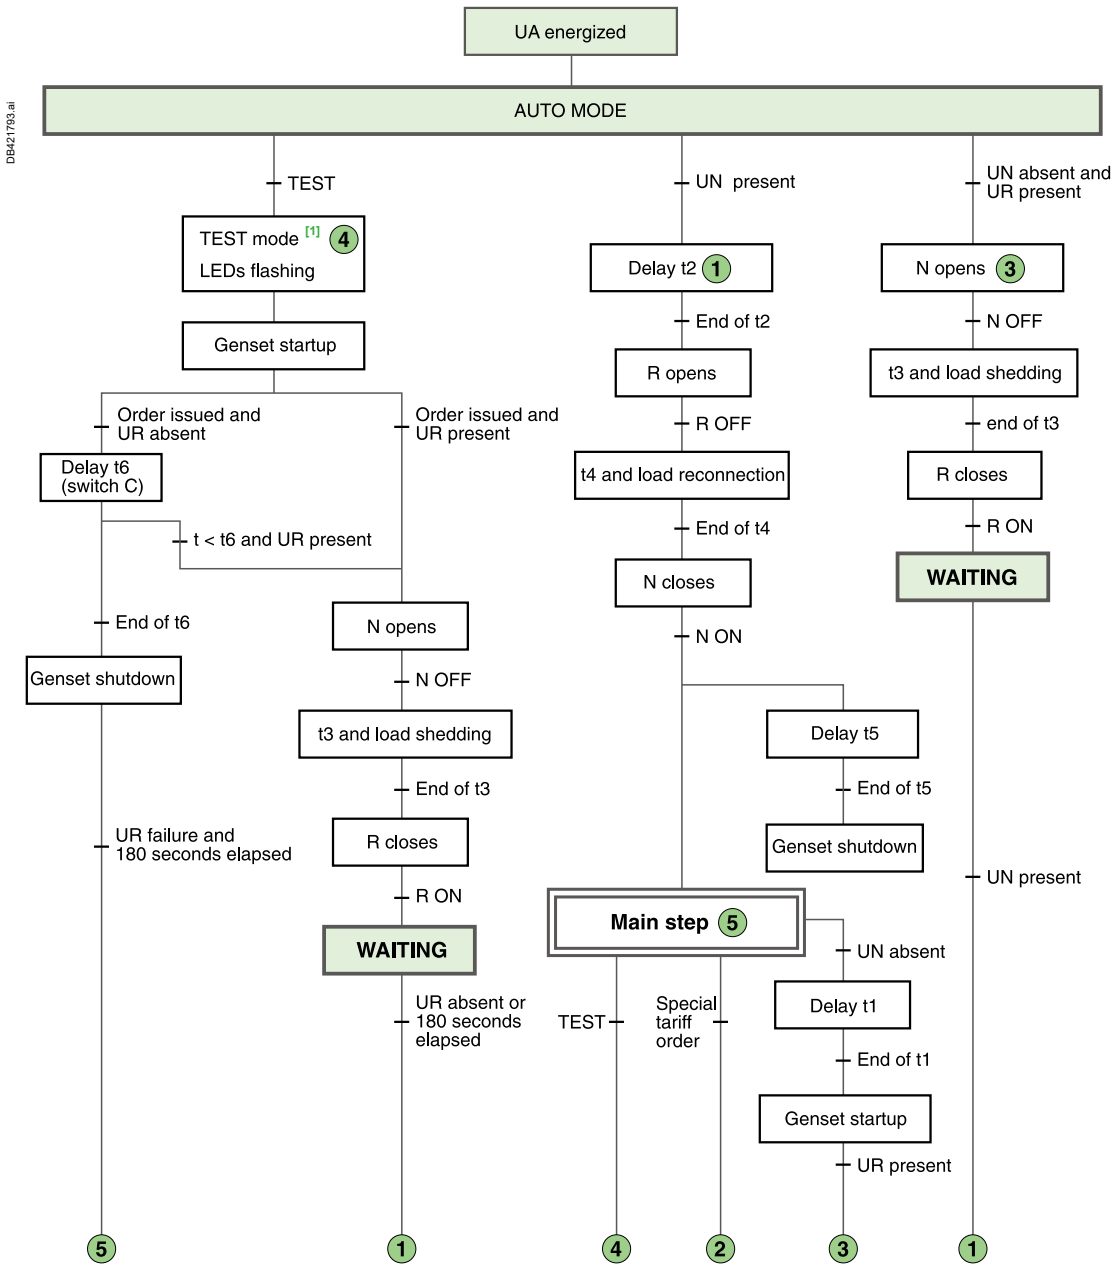 UA energized
DB421793.ai
AUTO MODE
TEST
TEST mode [1] 4
LEDs flashing
Genset startup
Order issued and
UR absent
Delay t6
(switch C)
t < t6 and UR present
End of t6
Genset shutdown
UR failure and
180 seconds elapsed
5
Order issued and
UR present
N opens
N OFF
t3 and load shedding
End of t3
R closes
R ON
WAITING
UR absent or
180 seconds
elapsed
1
UN present
Delay t2 1
End of t2
R opens
R OFF
t4 and load reconnection
End of t4
N closes
N ON
Delay t5
End of t5
Genset shutdown
Main step 5
TEST
4
Special
tariff
order
2
UN absent
Delay t1
End of t1
Genset startup
UR present
3
UN absent and
UR present
N opens 3
N OFF
t3 and load shedding
end of t3
R closes
R ON
WAITING
UN present
1